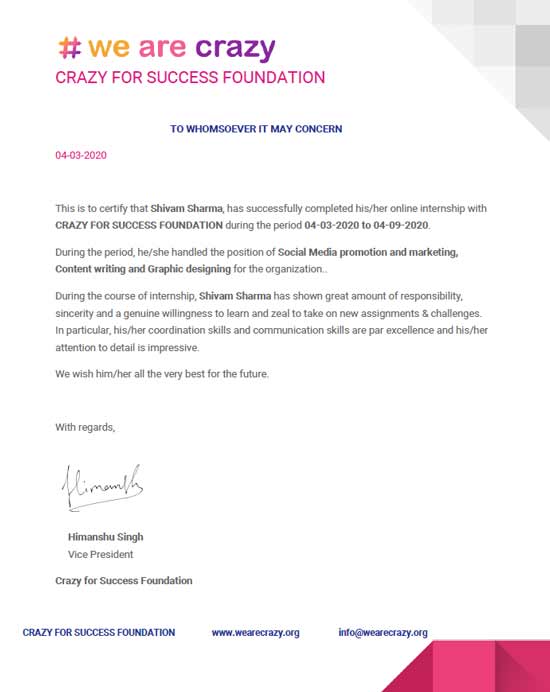 # we are crazy
CRAZY FOR SUCCESS FOUNDATION
TO WHOMSOEVER IT MAY CONCERN
04-03-2020
This is to certify that Shivam Sharma, has successfully completed his/her online internship with
CRAZY FOR SUCCESS FOUNDATION during the period 04-03-2020 to 04-09-2020.
During the period, he/she handled the position of Social Media promotion and marketing,
Content writing and Graphic designing for the organization..
During the course of internship, Shivam Sharma has shown great amount of responsibility,
sincerity and a genuine willingness to learn and zeal to take on new assignments & challenges.
In particular, his/her coordination skills and communication skills are par excellence and his/her
attention to detail is impressive.
We wish him/her all the very best for the future.
With regards,
Himanshu Singh
Vice President
Crazy for Success Foundation
CRAZY FOR SUCCESS FOUNDATION www.wearecrazy.org info@wearecrazy.org